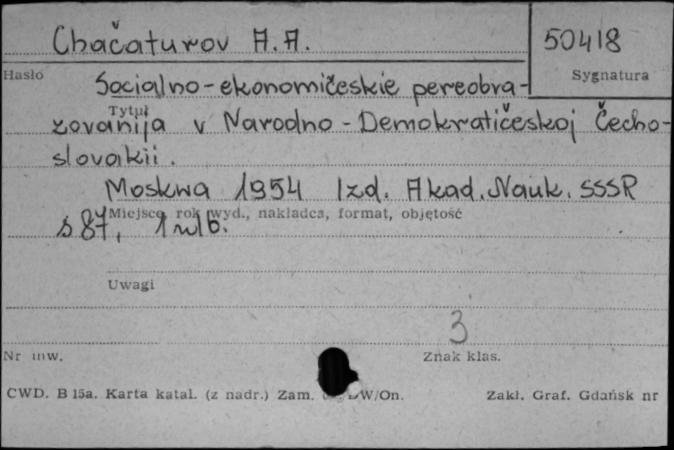 Chačaturov A.A. 50418
Hasło Sygnatura
Socialno-ekonomičeskie pereobra-
Tytuł
zovanija v Narodno-Demokratičeskoj Čecho-
slovakii.
Moskwa 1954 Izd. Akad. Nauk. SSSR
Miejsce, rok wyd., nakładca, format, objętość
s 87,
Uwagi
3
Nr inw. Znak klas.
CWD. B 15a. Karta katal. (z nadr.) Zam. DW/On. Zakł. Graf. Gdańsk nr